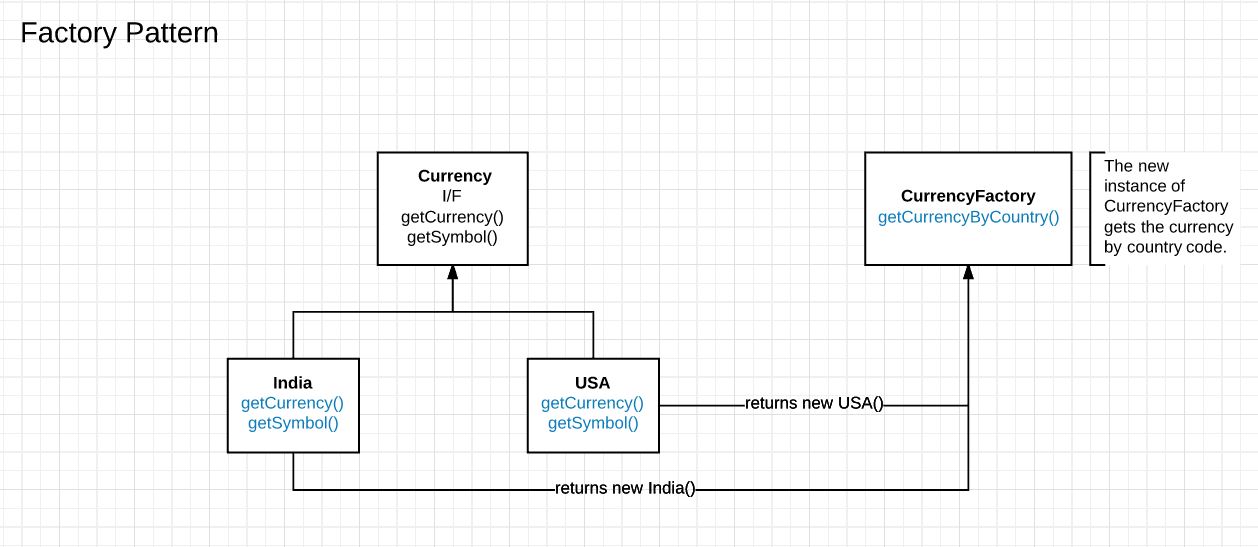 Factory Pattern
Currency
I/F
getCurrency()
getSymbol()
CurrencyFactory
getCurrencyByCountry()
The new
instance of
CurrencyFactory
gets the currency
by country code.
India
getCurrency()
getSymbol()
USA
getCurrency()
getSymbol()
returns new USA()
returns new India()